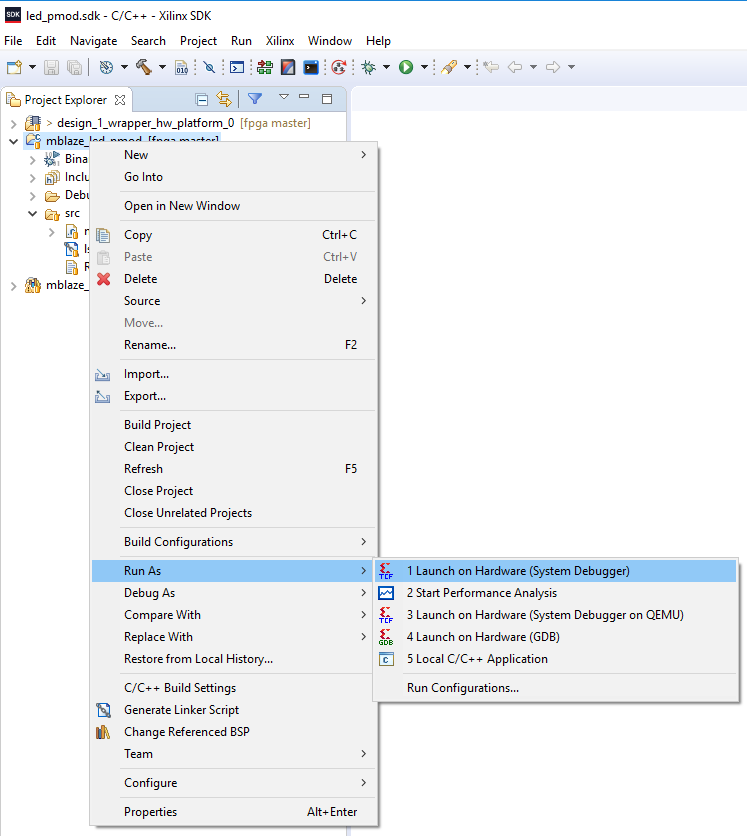 SDK led_pmod.sdk - C/C++ - Xilinx SDK
File Edit Navigate Search Project Run Xilinx Window Help
010
Project Explorer
> design_1_wrapper_hw_platform_0 [fpga master]
mblaze_led_pmod [fpga master]
Bina
Inclu
Debu
src
mblaze_
New
Go Into
Open in New Window
Copy Ctrl+C
Paste Ctrl+V
Delete Delete
Source
Move...
Rename... F2
Import...
Export...
Build Project
Clean Project
Refresh F5
Close Project
Close Unrelated Projects
Build Configurations
Run As
Debug As
Compare With
Replace With
Restore from Local History...
C/C++ Build Settings
Generate Linker Script
Change Referenced BSP
Team
Configure
Properties Alt+Enter
TCF 1 Launch on Hardware (System Debugger)
2 Start Performance Analysis
TCF 3 Launch on Hardware (System Debugger on QEMU)
GDB 4 Launch on Hardware (GDB)
C 5 Local C/C++ Application
Run Configurations...